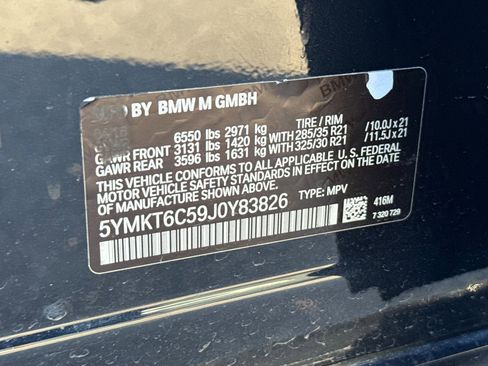 BY BMW M GMBH
6550 lbs 2971 kg TIRE / RIM
GAWR FRONT 3131 lbs 1420 kg WITH 285/35 R21 /10.0J x 21
GAWR REAR 3596 lbs 1631 kg WITH 325/30 R21 /11.5J x 21
THIS VEHICLE CONFORMS TO ALL APPLICABLE U.S. FEDERAL
MOTOR VEHICLE SAFETY STANDARDS IN EFFECT ON THE DATE OF
MANUFACTURE SHOWN ABOVE.
5YMKT6C59J0Y83826 TYPE: MPV
416M
7 320 729